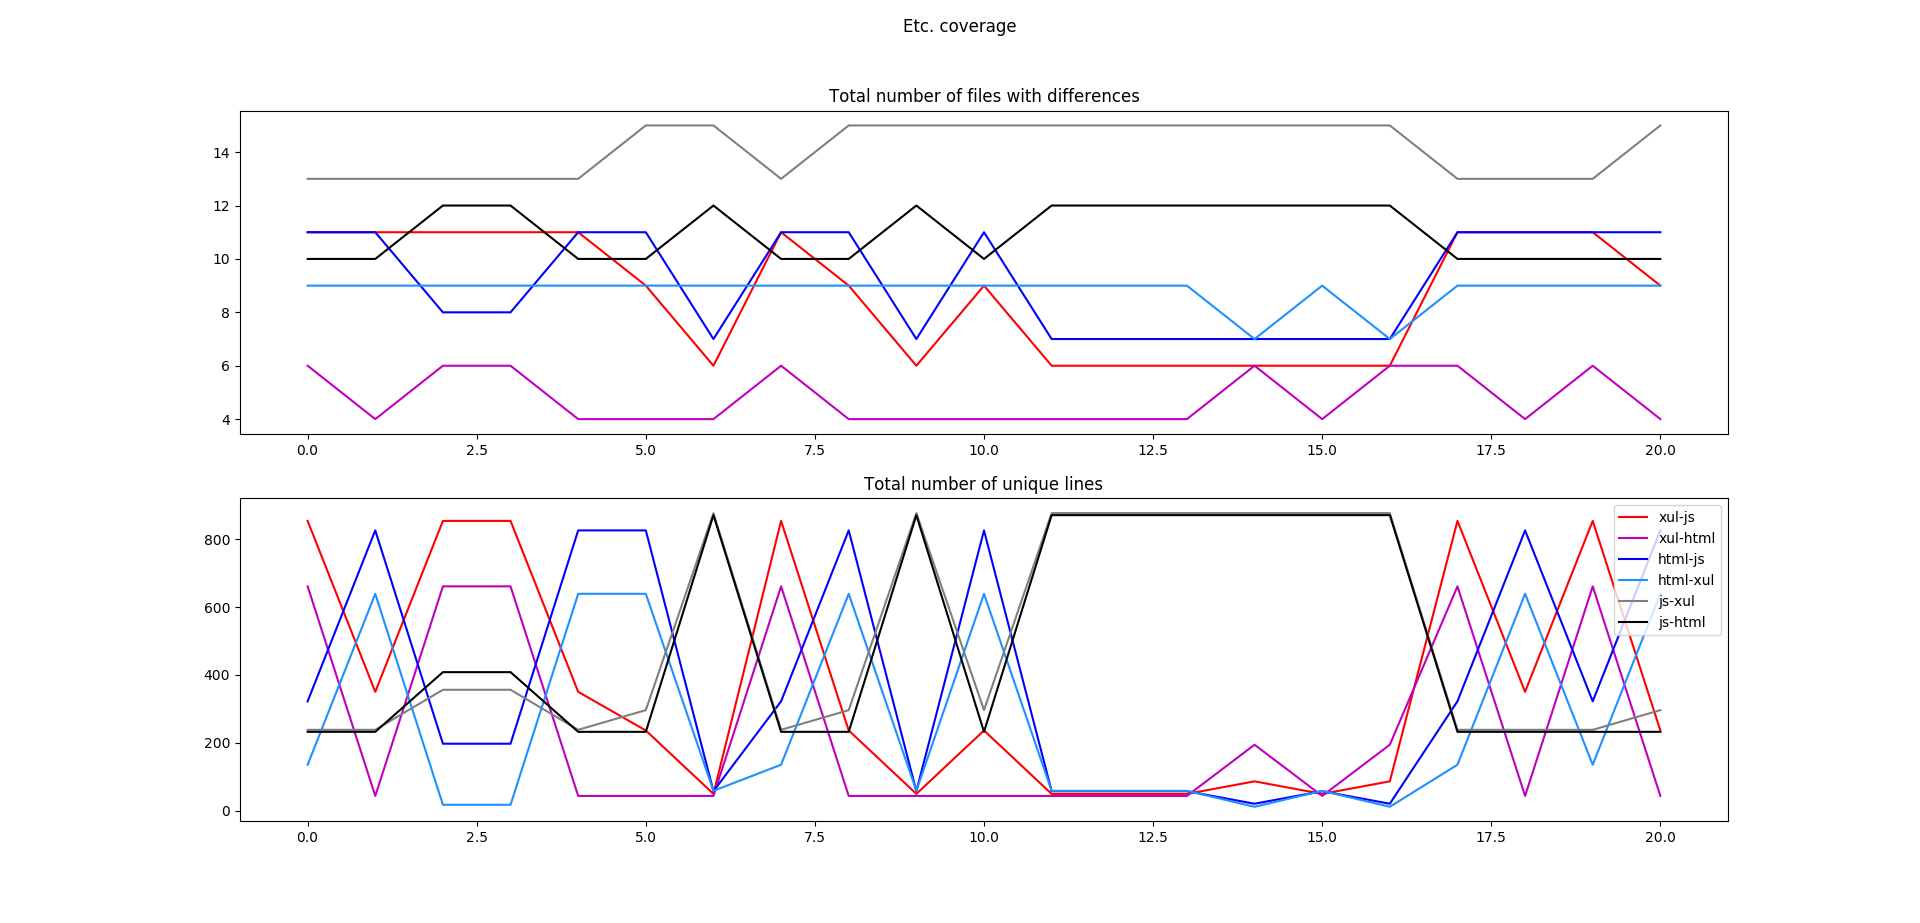 Etc. coverage
Total number of files with differences
14
12
10
8
6
4
0.0 2.5 5.0 7.5 10.0 12.5 15.0 17.5 20.0
Total number of unique lines
800
600
400
200
0
xul-js
xul-html
html-js
html-xul
js-xul
js-html
0.0 2.5 5.0 7.5 10.0 12.5 15.0 17.5 20.0